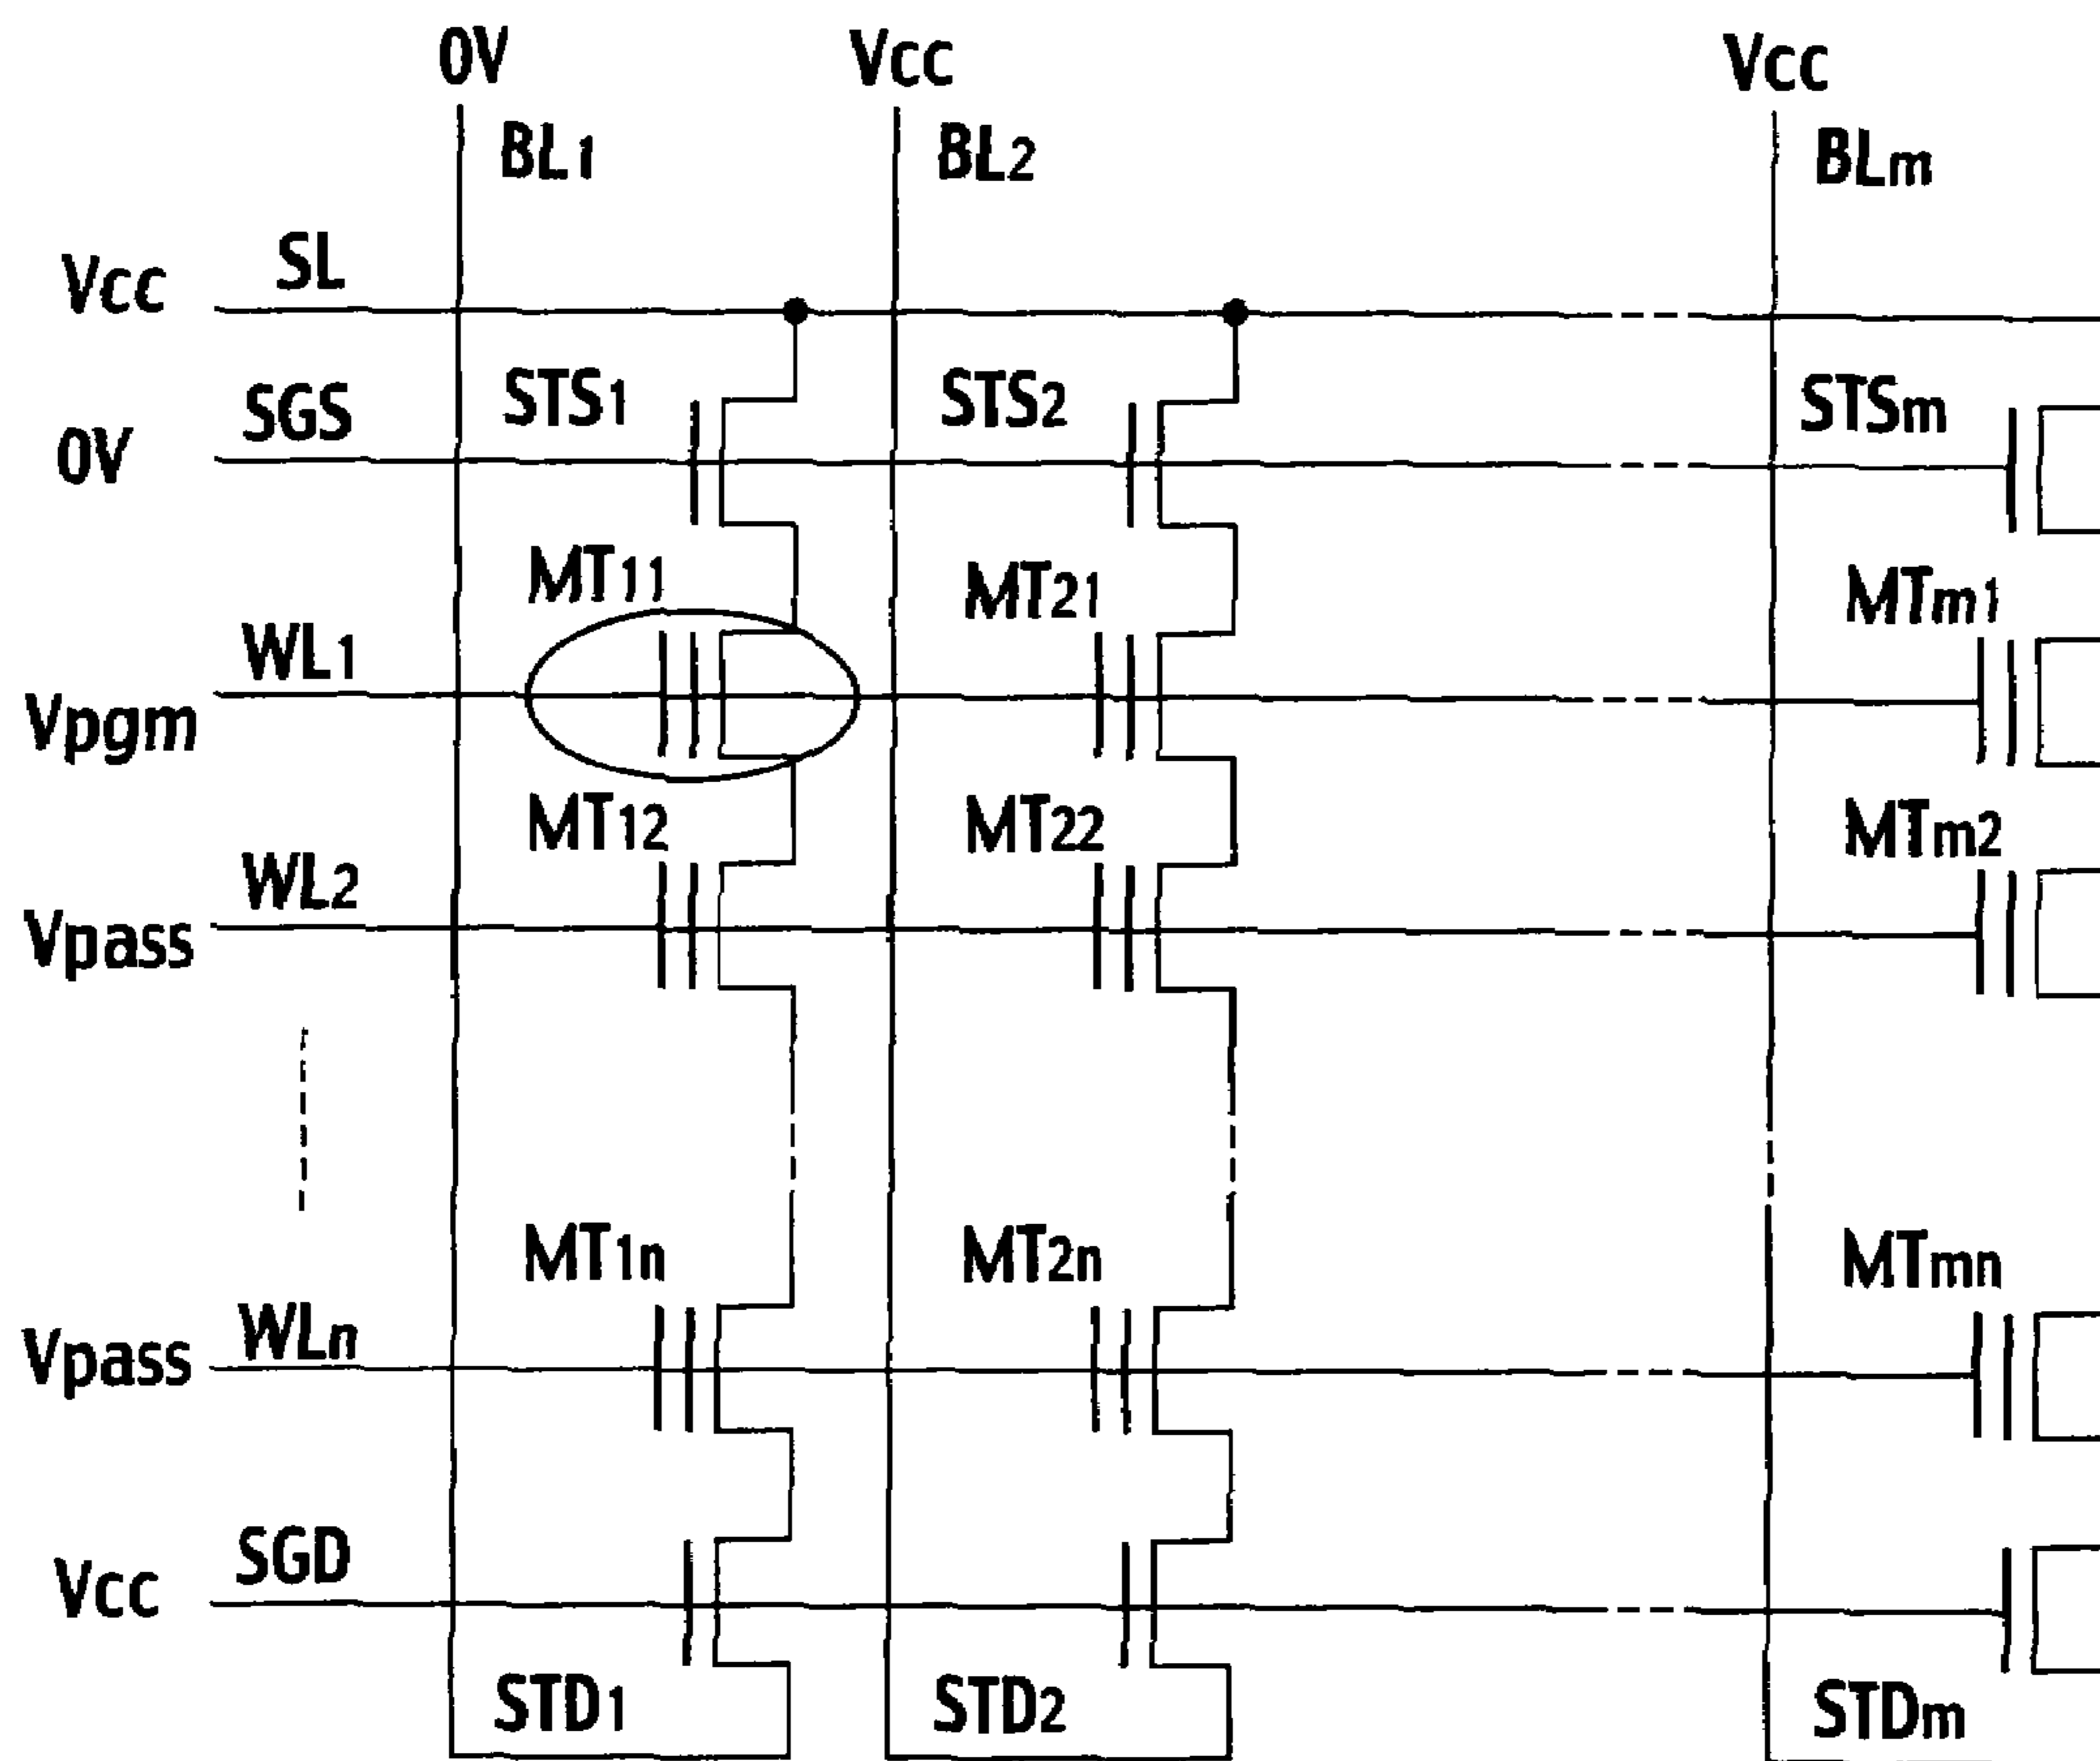 0V Vcc Vcc
BL1 BL2 BLm
Vcc SL
SGS STS1 STS2 STSm
0V
MT11 MT21 MTm1
WL1
Vpgm
MT12 MT22 MTm2
WL2
Vpass
MT1n MT2n MTmn
WLn
Vpass
SGD
Vcc
STD1 STD2 STDm